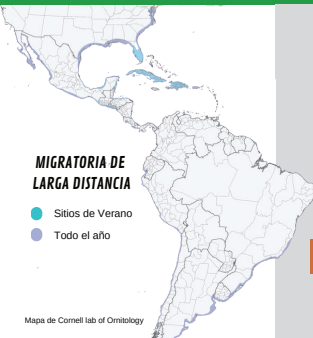 MIGRATORIA DE
LARGA DISTANCIA
Sitios de Verano
Todo el año
Mapa de Cornell lab of Ornitology